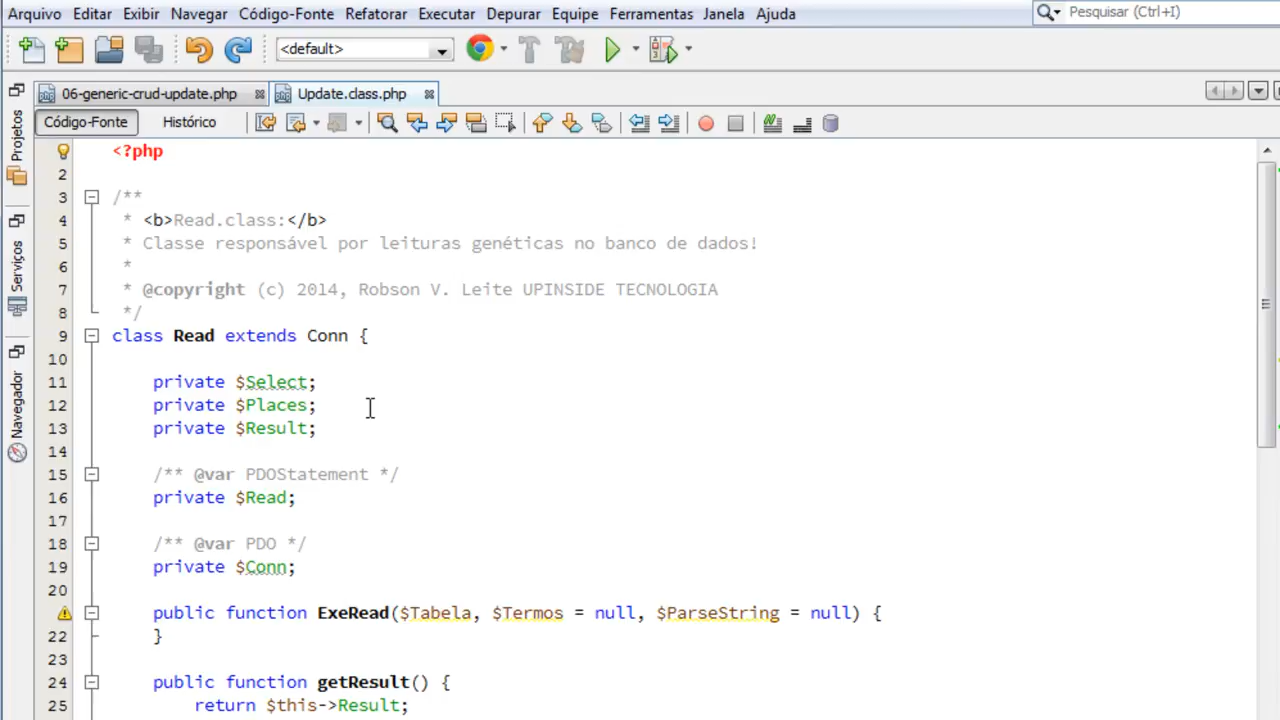 Arquivo Editar Exibir Navegar Código-Fonte Refatorar Executar Depurar Equipe Ferramentas Janela Ajuda Pesquisar (Ctrl+I)
<default>
06-generic-crud-update.php Update.class.php
Código-Fonte Histórico
Projetos
Serviços
Navegador
<?php
2
3 /**
4 * <b>Read.class:</b>
5 * Classe responsável por leituras genéticas no banco de dados!
6 *
7 * @copyright (c) 2014, Robson V. Leite UPINSIDE TECNOLOGIA
8 */
9 class Read extends Conn {
10
11 private $Select;
12 private $Places;
13 private $Result;
14
15 /** @var PDOStatement */
16 private $Read;
17
18 /** @var PDO */
19 private $Conn;
20
public function ExeRead($Tabela, $Termos = null, $ParseString = null) {
22 }
23
24 public function getResult() {
25 return $this->Result;